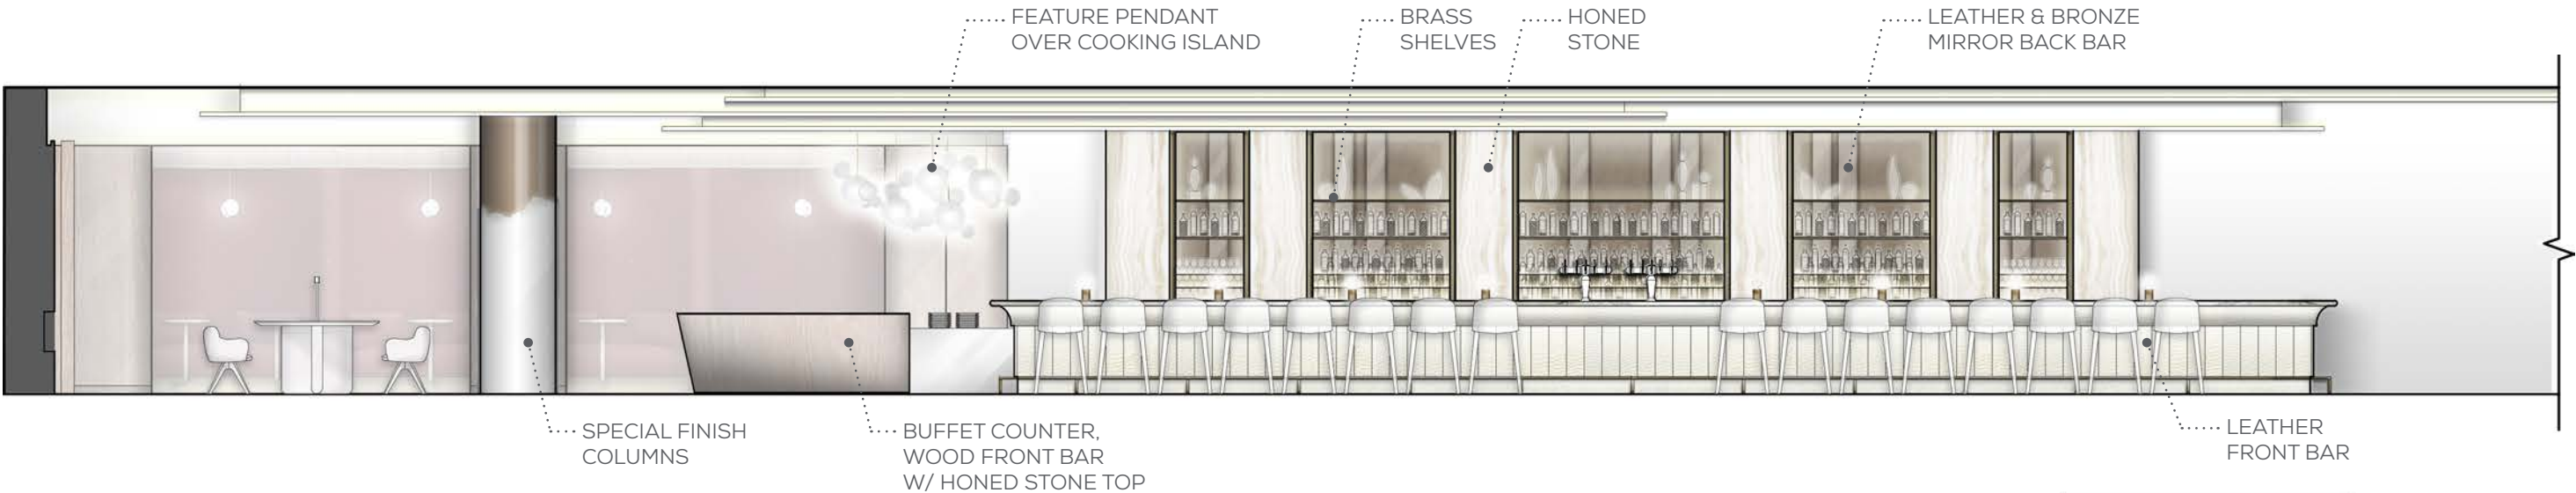 FEATURE PENDANT
OVER COOKING ISLAND
BRASS
SHELVES
HONED
STONE
LEATHER & BRONZE
MIRROR BACK BAR
SPECIAL FINISH
COLUMNS
BUFFET COUNTER,
WOOD FRONT BAR
W/ HONED STONE TOP
LEATHER
FRONT BAR